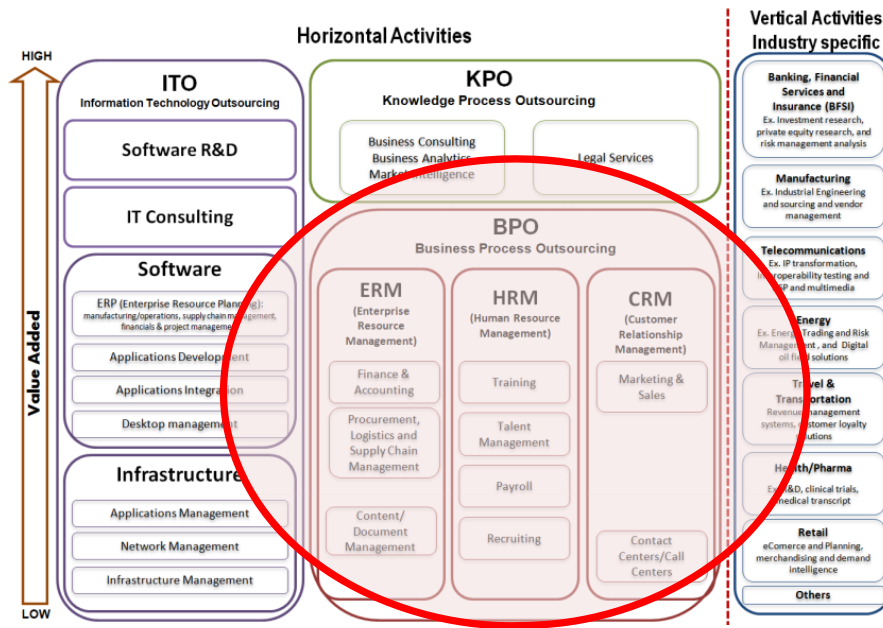 Horizontal Activities
Vertical Activities
Industry specific
HIGH
Value Added
LOW
ITO
Information Technology Outsourcing
Software R&D
IT Consulting
Software
ERP (Enterprise Resource Planning):
manufacturing/operations, supply chain management,
financials & project management
Applications Development
Applications Integration
Desktop management
Infrastructure
Applications Management
Network Management
Infrastructure Management
KPO
Knowledge Process Outsourcing
Business Consulting
Business Analytics
Market Intelligence
Legal Services
BPO
Business Process Outsourcing
ERM
(Enterprise
Resource
Management)
Finance &
Accounting
Procurement,
Logistics and
Supply Chain
Management
Content/
Document
Management
HRM
(Human Resource
Management)
Training
Talent
Management
Payroll
Recruiting
CRM
(Customer
Relationship
Management)
Marketing &
Sales
Contact
Centers/Call
Centers
Banking, Financial
Services and
Insurance (BFSI)
Ex. Investment research,
private equity research, and
risk management analysis
Manufacturing
Ex. Industrial Engineering
and sourcing and vendor
management
Telecommunications
Ex. IP transformation,
Interoperability testing and
and multimedia
Energy
Ex. Energy Trading and Risk
Management , and Digital
oil field solutions
Travel &
Transportation
Revenue management
systems, customer loyalty
solutions
Health/Pharma
Ex. R&D, clinical trials,
medical transcript
Retail
eComerce and Planning,
merchandising and demand
intelligence
Others